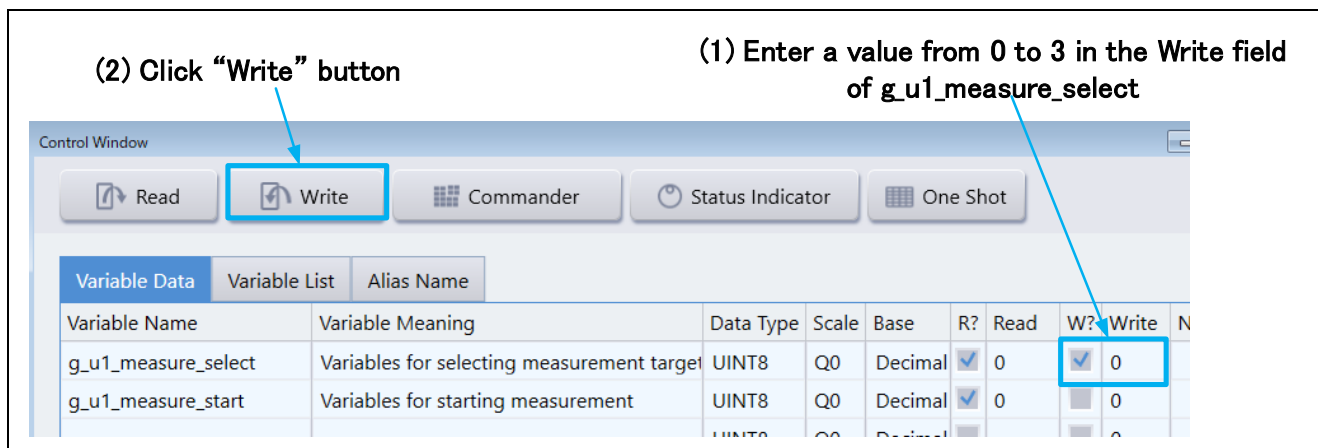 (1) Enter a value from 0 to 3 in the Write field
of g_u1_measure_select
(2) Click “Write” button
Control Window
Read Write Commander Status Indicator One Shot
Variable Data Variable List Alias Name
Variable Name Variable Meaning Data Type Scale Base R? Read W? Write N
g_u1_measure_select Variables for selecting measurement target UINT8 Q0 Decimal 0 0
g_u1_measure_start Variables for starting measurement UINT8 Q0 Decimal 0 0